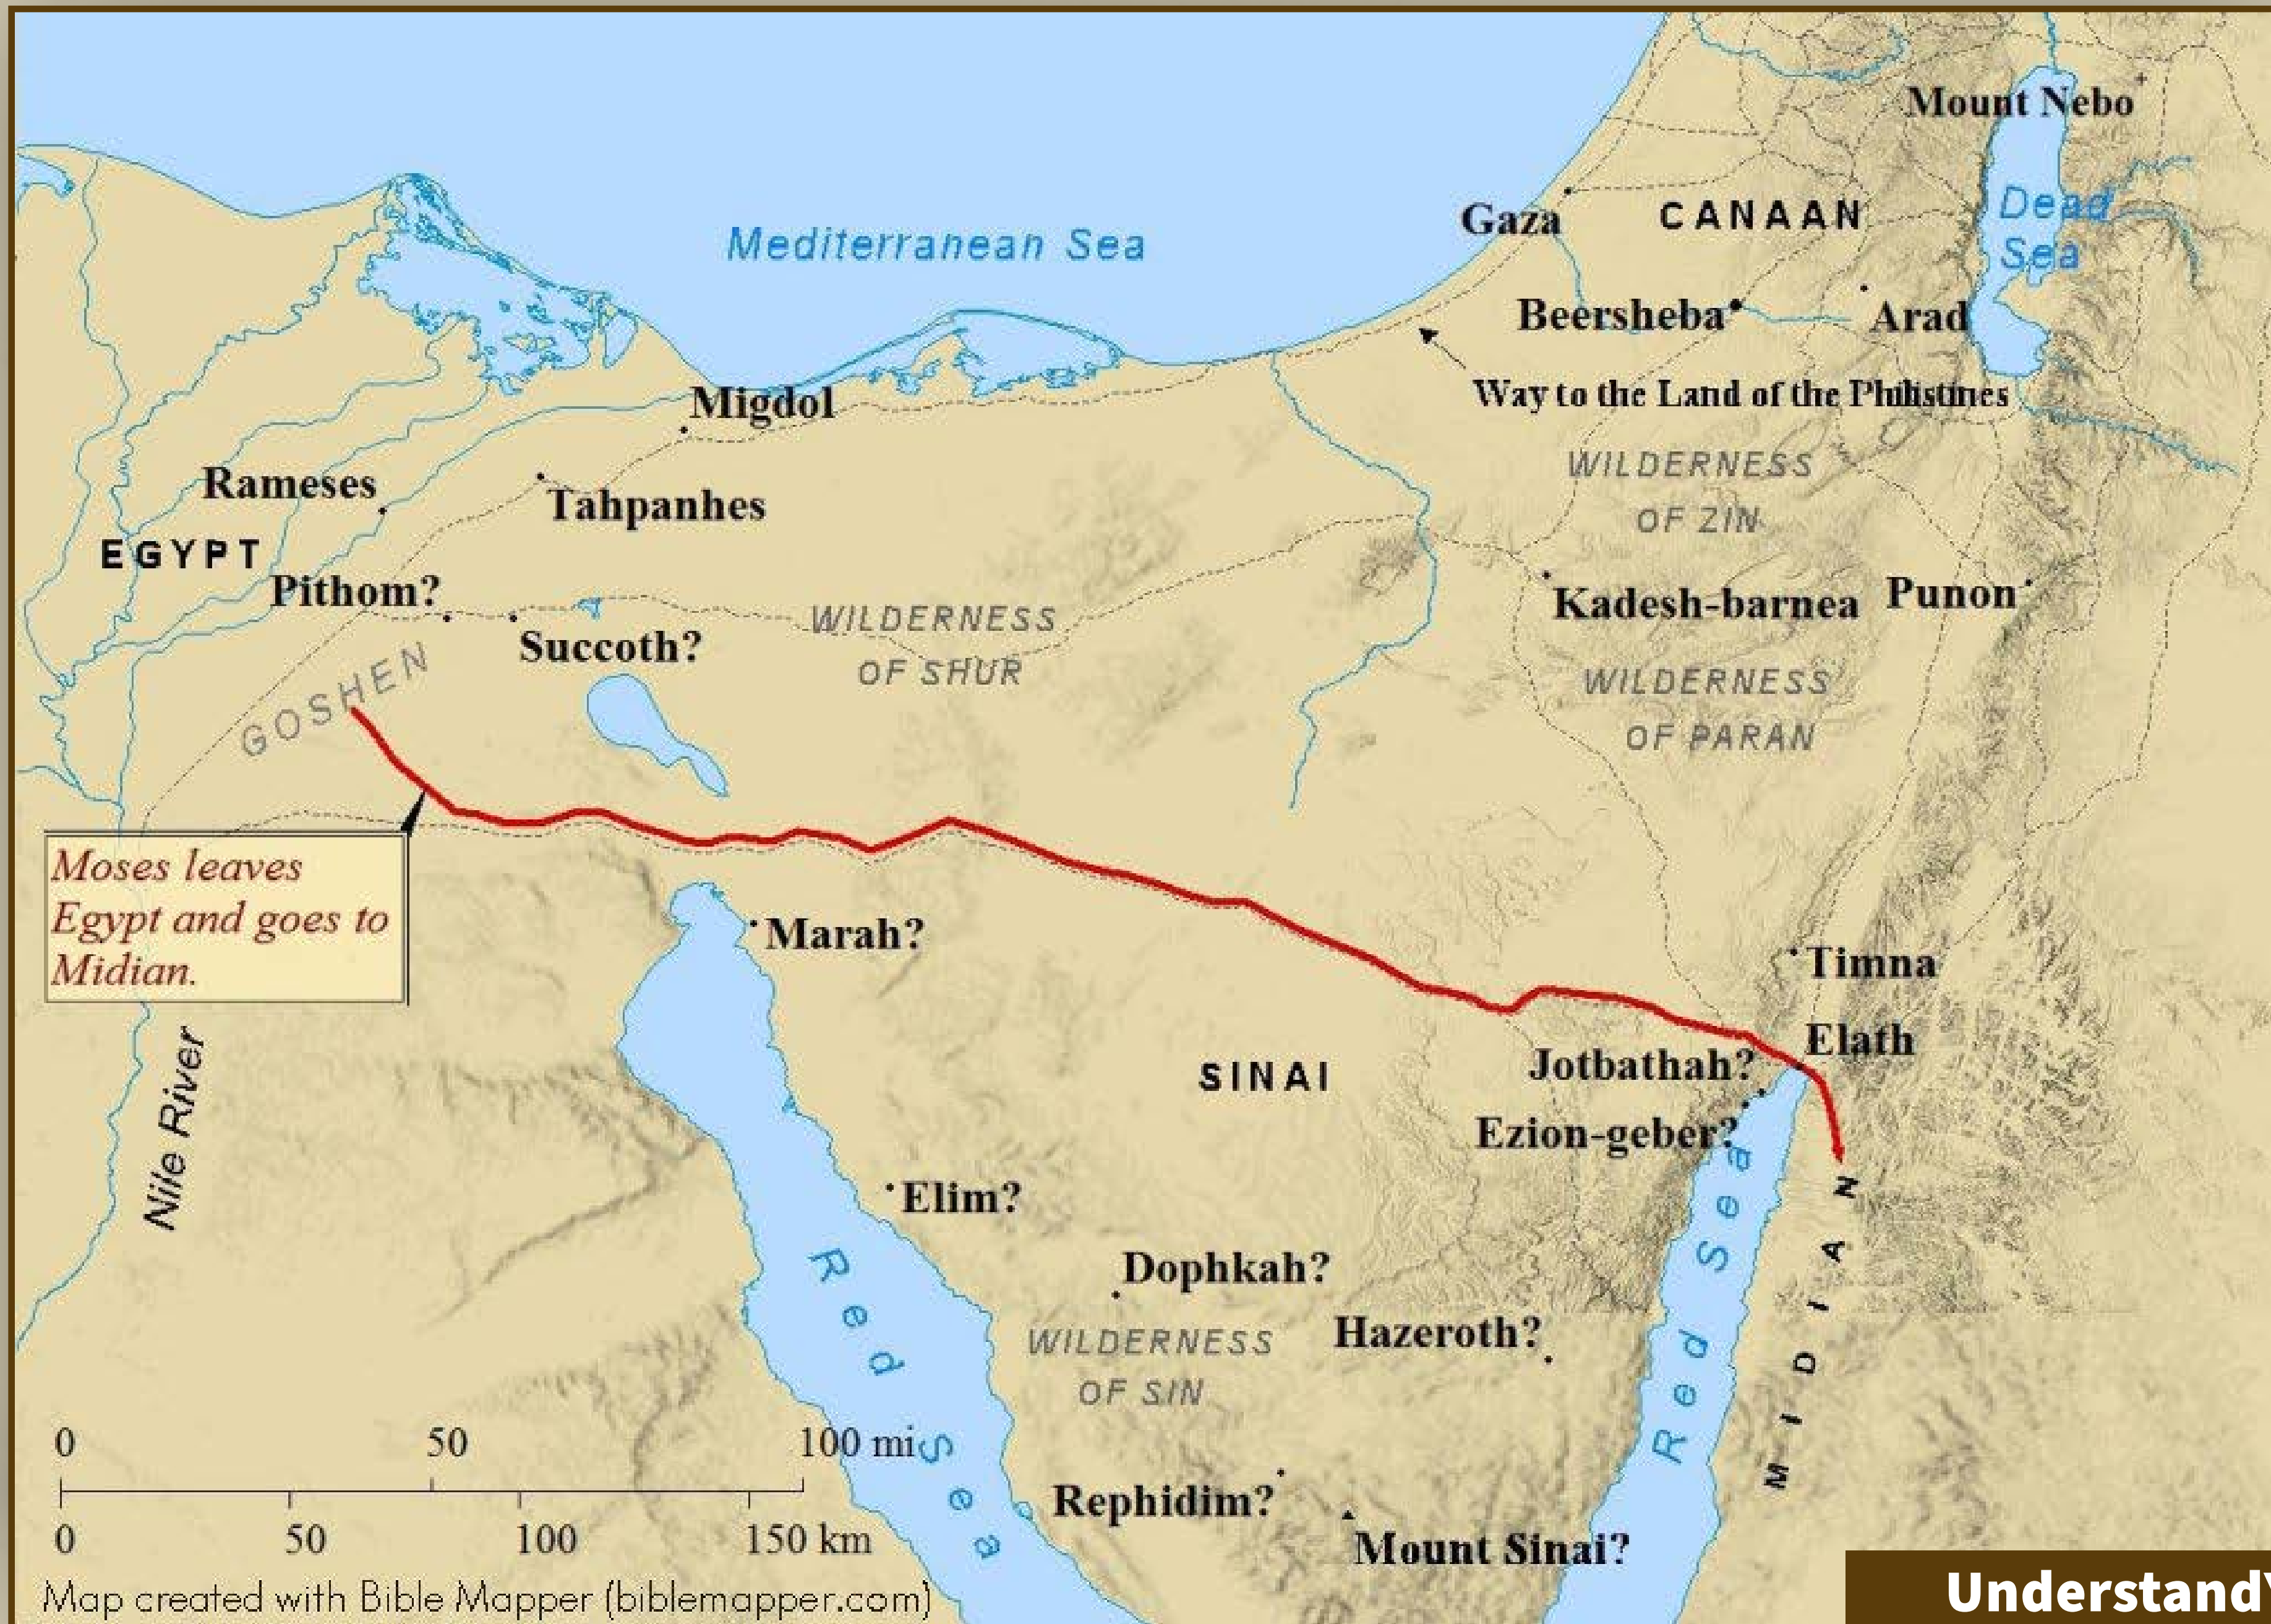 Mount Nebo
Dead
Sea
Gaza
CANAAN
Mediterranean Sea
Beersheba
Arad
Way to the Land of the Philistines
Migdol
WILDERNESS
OF ZIN
Rameses
Tahpanhes
EGYPT
Pithom?
Kadesh-barnea
Punon
Succoth?
WILDERNESS
OF SHUR
GOSHEN
WILDERNESS
OF PARAN
Moses leaves
Egypt and goes to
Midian.
Marah?
Timna
Elath
Jotbathah?
SINAI
Ezion-geber?
Nile River
Elim?
Red Sea
MIDIAN
Dophkah?
Hazeroth?
WILDERNESS
OF SIN
Red Sea
0 50 100 mi
Rephidim?
0 50 100 150 km
Mount Sinai?
Map created with Bible Mapper (biblemapper.com)
Understand